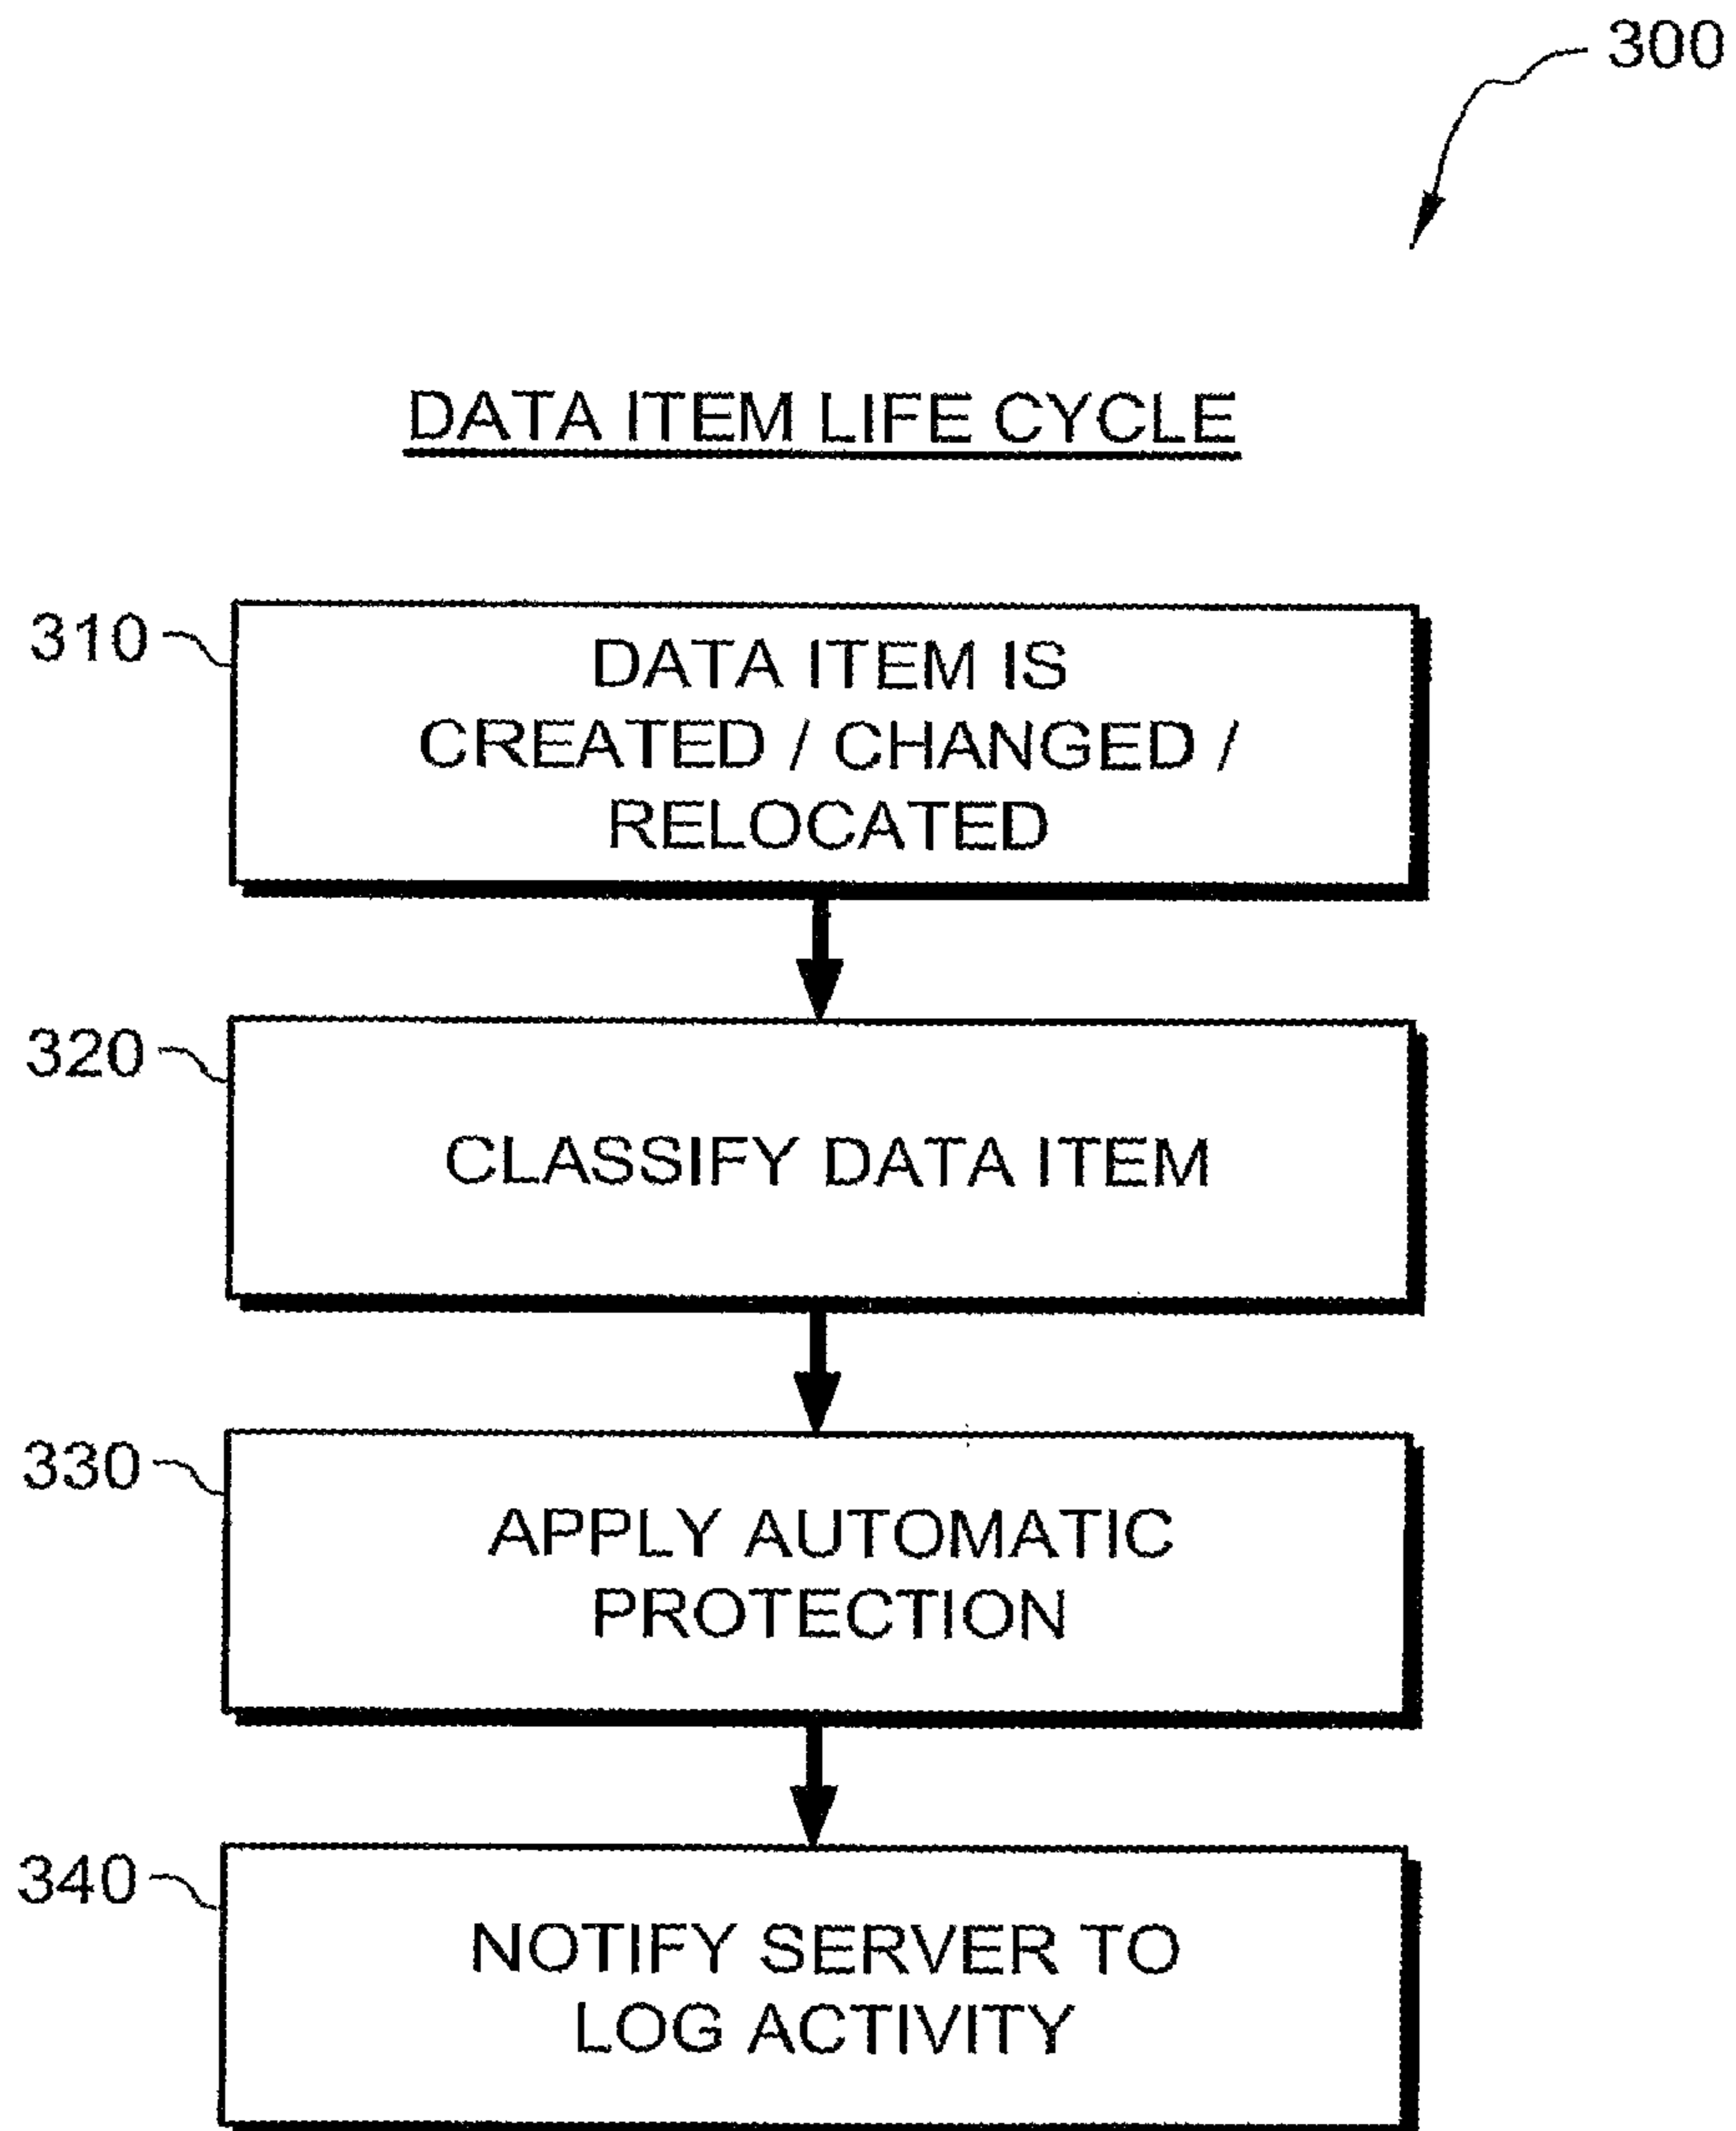 300
DATA ITEM LIFE CYCLE
310
DATA ITEM IS
CREATED / CHANGED /
RELOCATED
320
CLASSIFY DATA ITEM
330
APPLY AUTOMATIC
PROTECTION
340
NOTIFY SERVER TO
LOG ACTIVITY